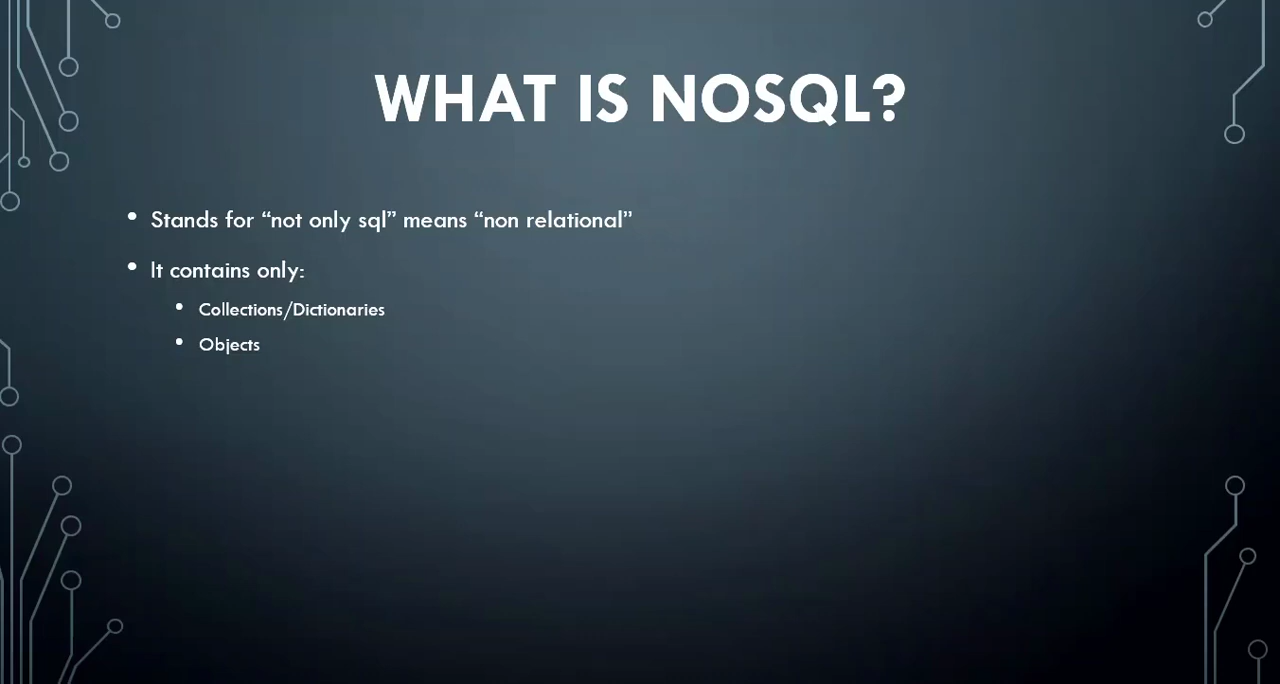 WHAT IS NOSQL?
• Stands for “not only sql” means “non relational”
• It contains only:
• Collections/Dictionaries
• Objects